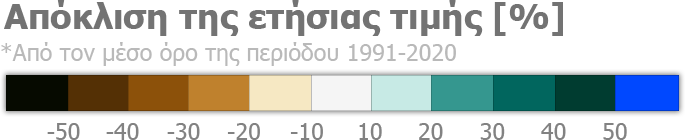 Απόκλιση της ετήσιας τιμής [%]
*Από τον μέσο όρο της περιόδου 1991-2020
-50 -40 -30 -20 -10 10 20 30 40 50